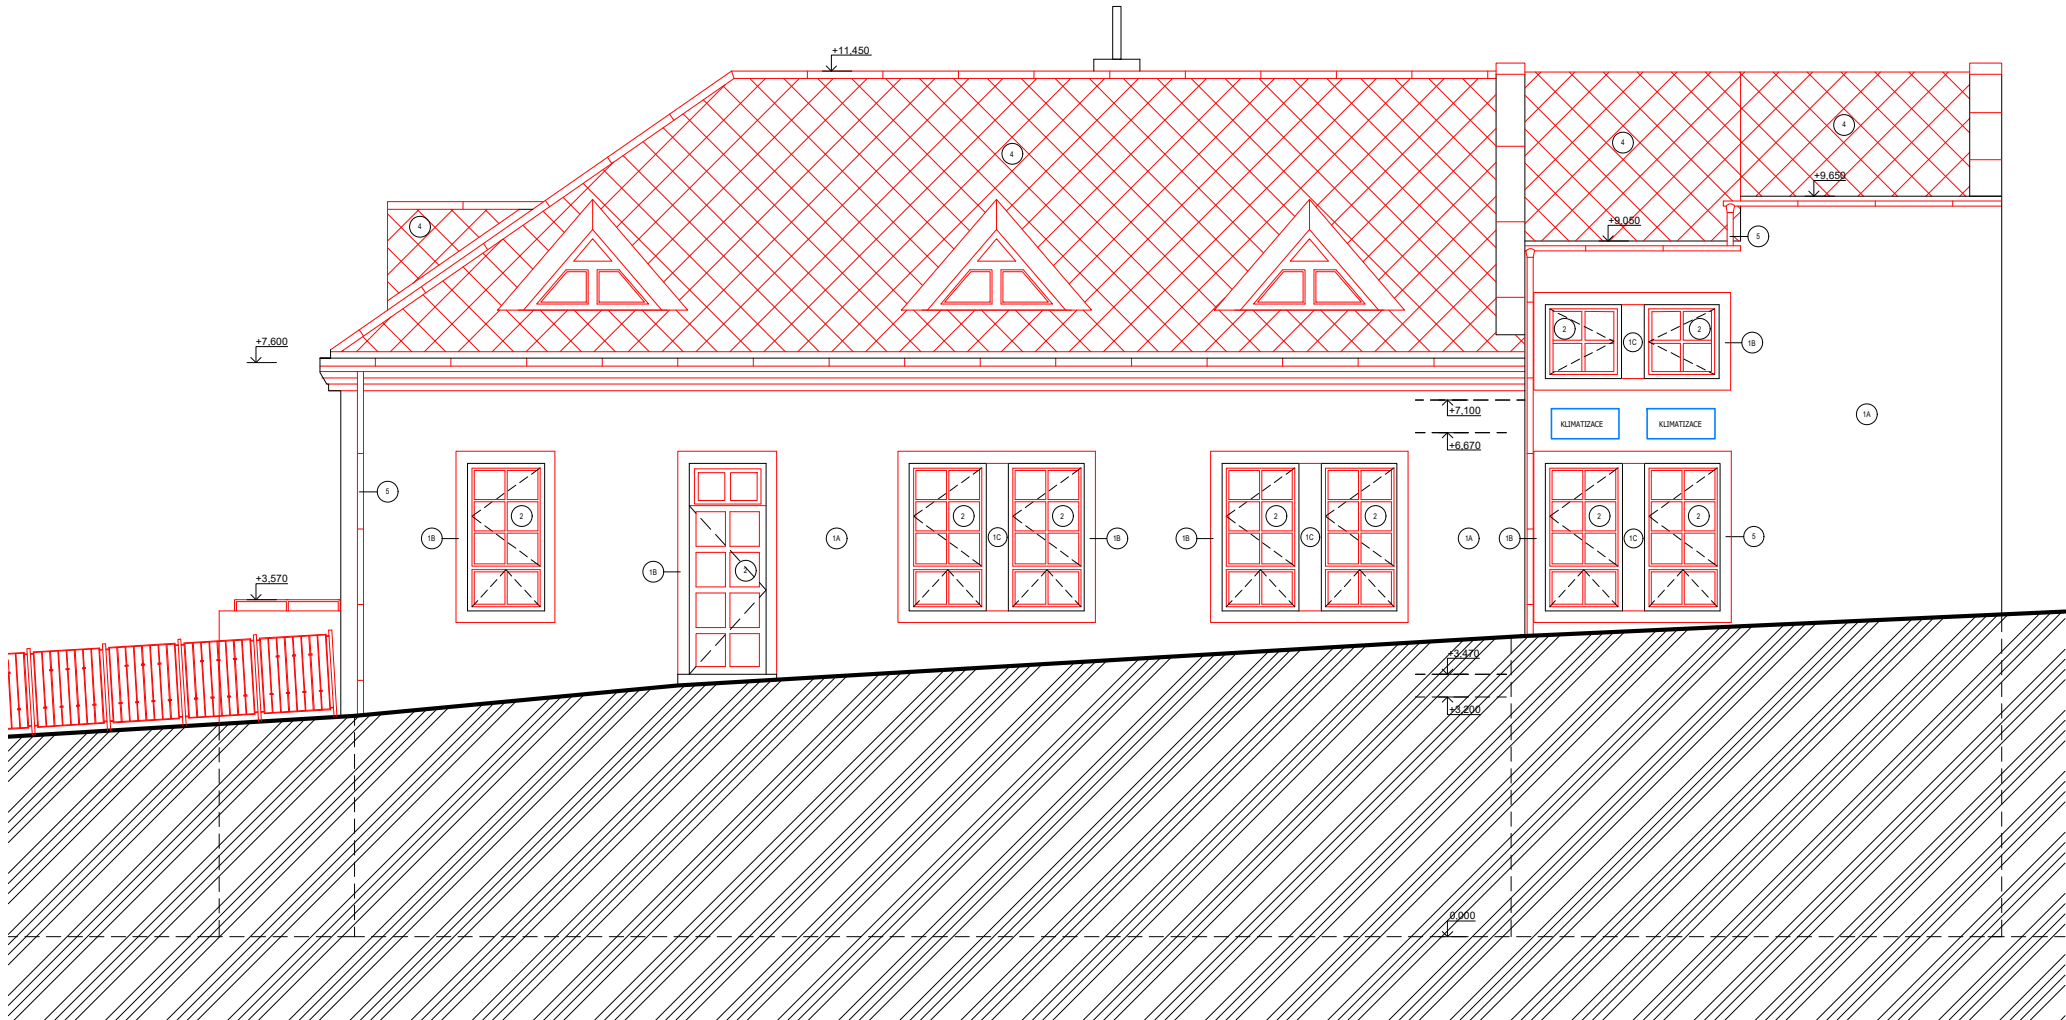 +11,450
4
4
4
+9,650
4
+9,050
5
+7,600
2
1C
2
1B
+7,100
1A
KLIMATIZACE
KLIMATIZACE
+6,670
5
2
2
2
2
2
2
2
1B
1A
1C
1B
1B
1C
1A
1B
1C
5
1B
2
+3,570
+3,470
+3,200
0,000